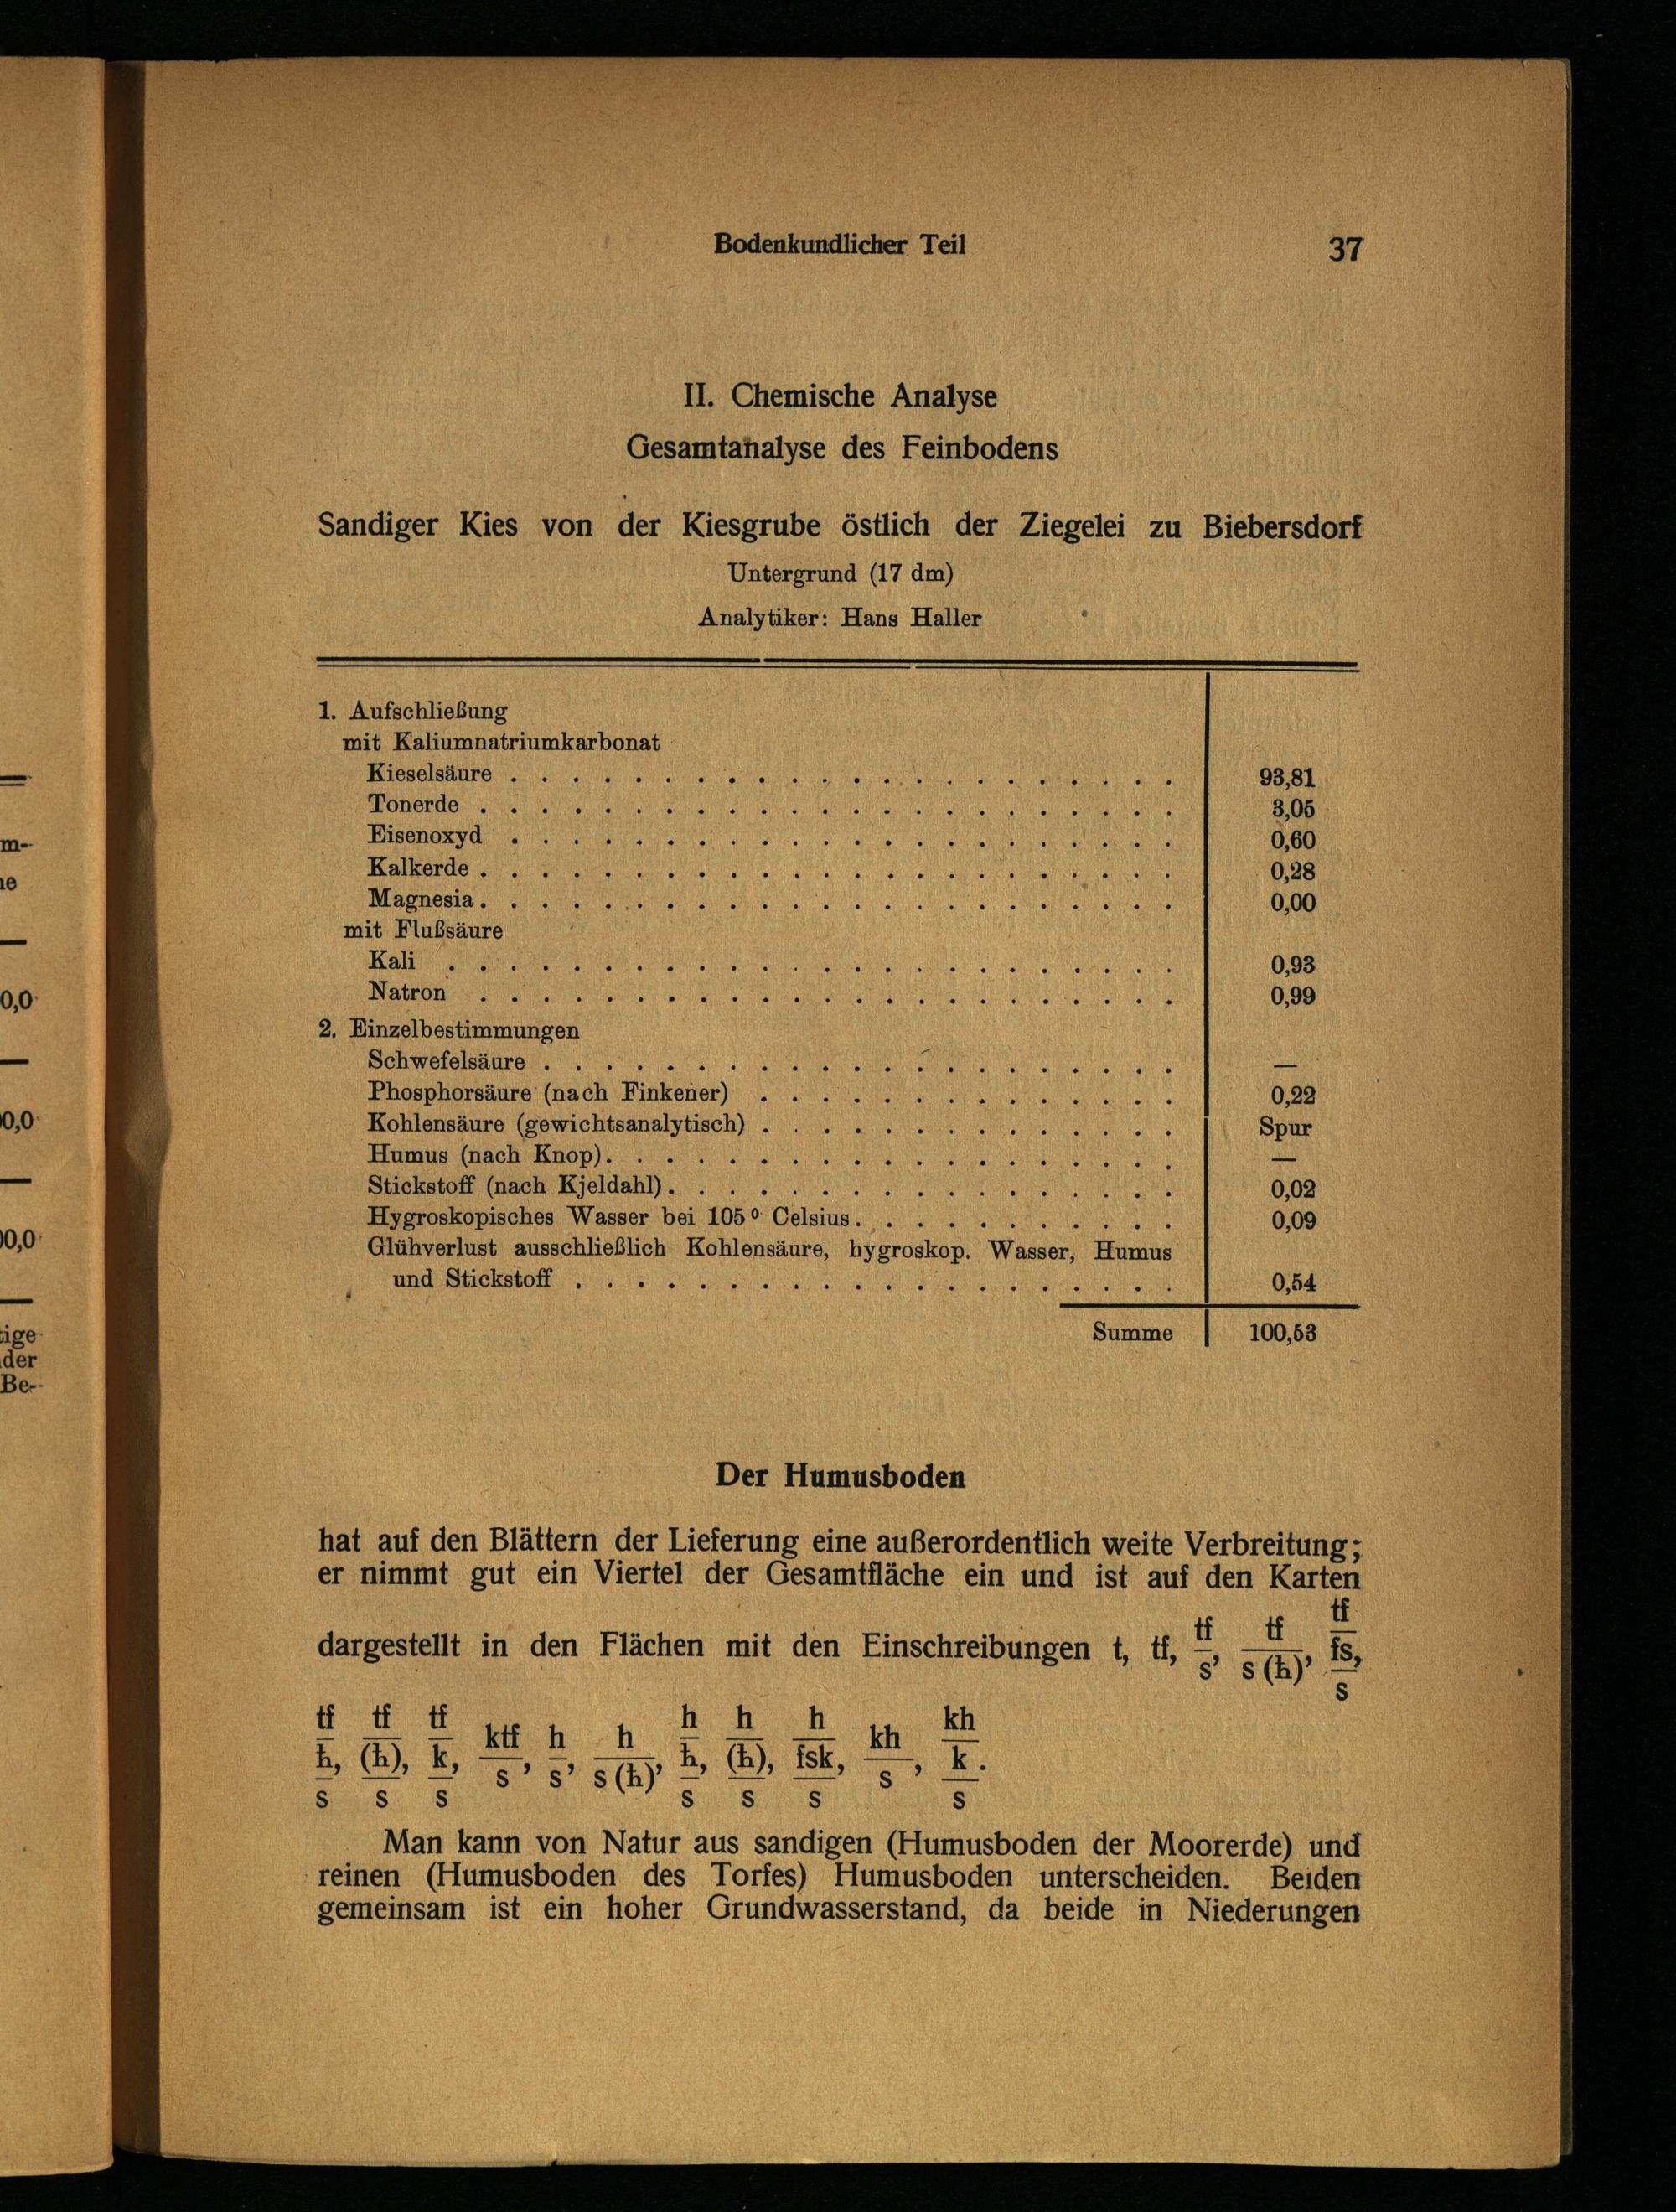 Bodenkundlicher Teil 37
II. Chemische Analyse
Gesamtanalyse des Feinbodens
Sandiger Kies von der Kiesgrube östlich der Ziegelei zu Biebersdorf
Untergrund (17 dm)
Analytiker: Hans Haller
1. Aufschließung
mit Kaliumnatriumkarbonat
Kieselsäure . . . . . . . . . . . . . . . . . . . . . . 93,81
Tonerde . . . . . . . . . . . . . . . . . . . . . . . 3,05
Eisenoxyd . . . . . . . . . . . . . . . . . . . . . . 0,60
Kalkerde . . . . . . . . . . . . . . . . . . . . . . . 0,28
Magnesia . . . . . . . . . . . . . . . . . . . . . . . 0,00
mit Flußsäure
Kali . . . . . . . . . . . . . . . . . . . . . . . . 0,93
Natron . . . . . . . . . . . . . . . . . . . . . . . 0,99
2. Einzelbestimmungen
Schwefelsäure . . . . . . . . . . . . . . . . . . . . . —
Phosphorsäure (nach Finkener) . . . . . . . . . . . . . . 0,22
Kohlensäure (gewichtsanalytisch) . . . . . . . . . . . . . . Spur
Humus (nach Knop) . . . . . . . . . . . . . . . . . . . —
Stickstoff (nach Kjeldahl) . . . . . . . . . . . . . . . . . 0,02
Hygroskopisches Wasser bei 105° Celsius . . . . . . . . . . . 0,09
Glühverlust ausschließlich Kohlensäure, hygroskop. Wasser, Humus
und Stickstoff . . . . . . . . . . . . . . . . . . . . 0,54
Summe 100,53
Der Humusboden
hat auf den Blättern der Lieferung eine außerordentlich weite Verbreitung;
er nimmt gut ein Viertel der Gesamtfläche ein und ist auf den Karten
dargestellt in den Flächen mit den Einschreibungen t, tf, tf/s, tf/s(ħ), tf/fs/s,
tf/ħ/s, tf/(ħ)/s, tf/k/s, ktf/s, h/s, h/s(ħ), h/ħ/s, h/(ħ)/s, h/fsk/s, kh/s, kh/k/s.
Man kann von Natur aus sandigen (Humusboden der Moorerde) und
reinen (Humusboden des Torfes) Humusboden unterscheiden. Beiden
gemeinsam ist ein hoher Grundwasserstand, da beide in Niederungen
m-
0,0
00,0
00,0
der
Be-